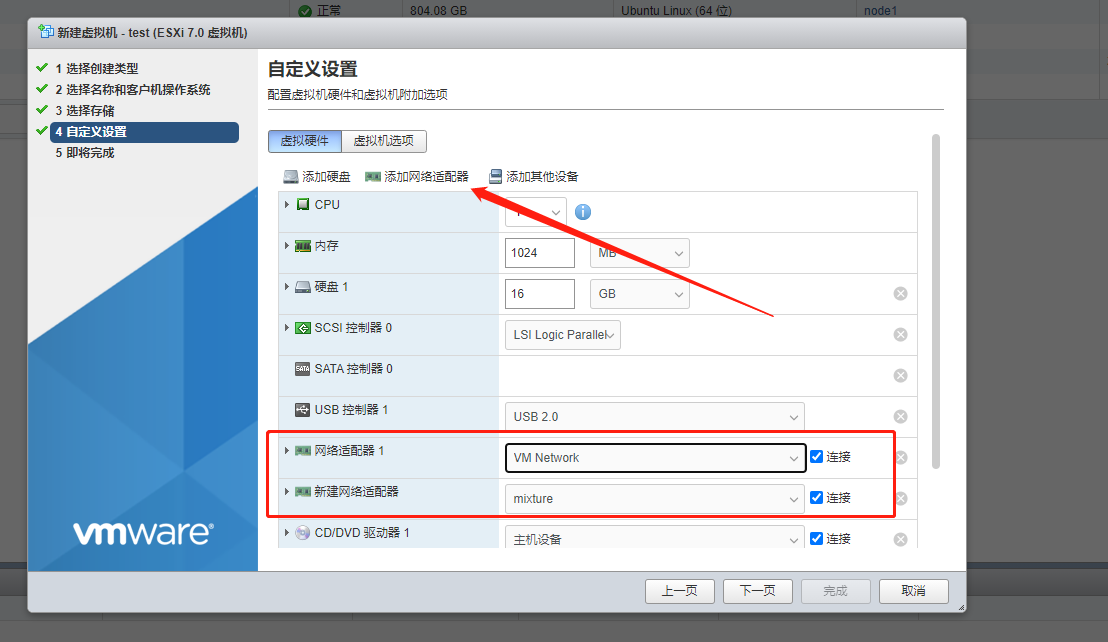 正常 804.08 GB Ubuntu Linux (64 位) node1
新建虚拟机 - test (ESXi 7.0 虚拟机)
1 选择创建类型
2 选择名称和客户机操作系统
3 选择存储
4 自定义设置
5 即将完成
vmware
自定义设置
配置虚拟机硬件和虚拟机附加选项
虚拟硬件 虚拟机选项
添加硬盘 添加网络适配器 添加其他设备
CPU
内存 1024 MB
硬盘 1 16 GB
SCSI 控制器 0 LSI Logic Parallel
SATA 控制器 0
USB 控制器 1 USB 2.0
网络适配器 1 VM Network 连接
新建网络适配器 mixture 连接
CD/DVD 驱动器 1 主机设备 连接
上一页 下一页 完成 取消